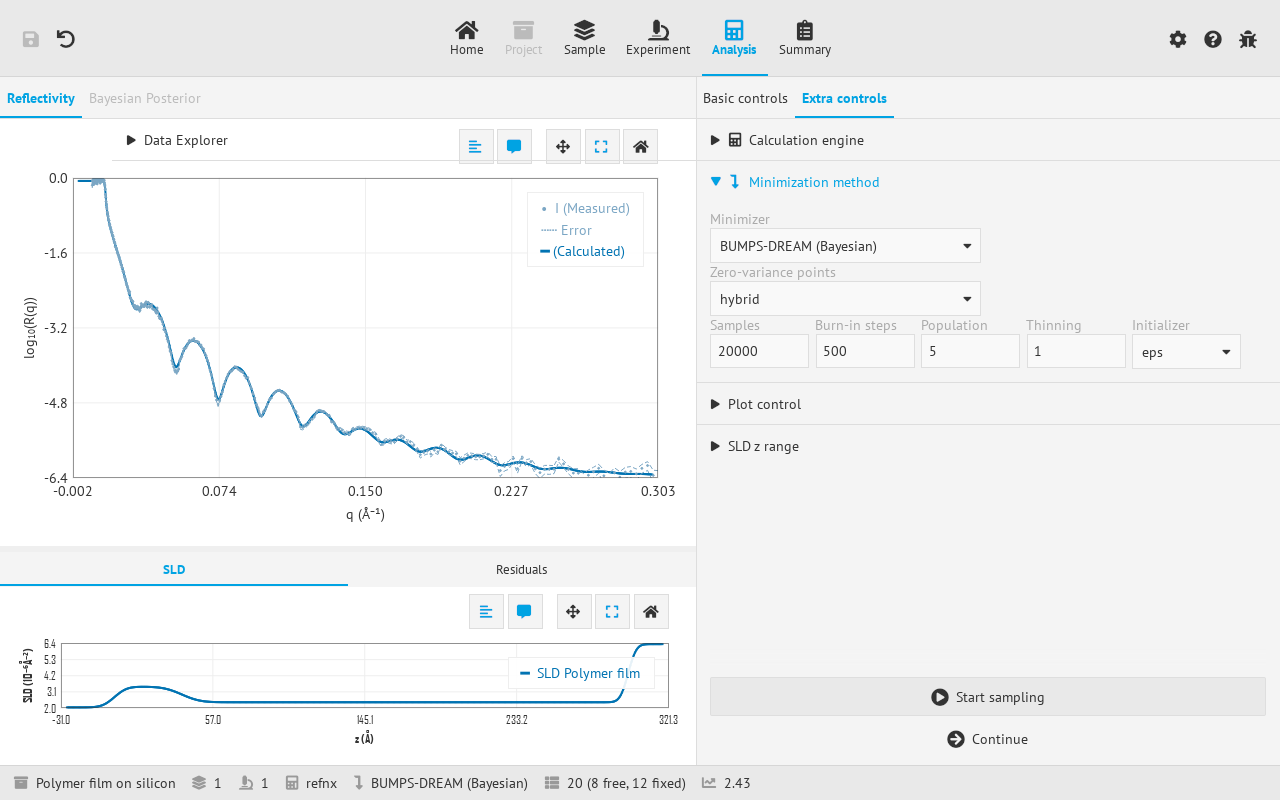 Home
Project
Sample
Experiment
Analysis
Summary
Reflectivity
Bayesian Posterior
Data Explorer
0.0
-1.6
-3.2
-4.8
-6.4
log₁₀(R(q))
I (Measured)
Error
(Calculated)
-0.002
0.074
0.150
0.227
0.303
q (Å⁻¹)
SLD
Residuals
6.4
5.3
4.2
3.1
2.0
SLD (10⁻⁶Å⁻²)
SLD Polymer film
-31.0
57.0
145.1
233.2
321.3
z (Å)
Basic controls
Extra controls
Calculation engine
Minimization method
Minimizer
BUMPS-DREAM (Bayesian)
Zero-variance points
hybrid
Samples
Burn-in steps
Population
Thinning
Initializer
20000
500
5
1
eps
Plot control
SLD z range
Start sampling
Continue
Polymer film on silicon
1
1
refnx
BUMPS-DREAM (Bayesian)
20 (8 free, 12 fixed)
2.43